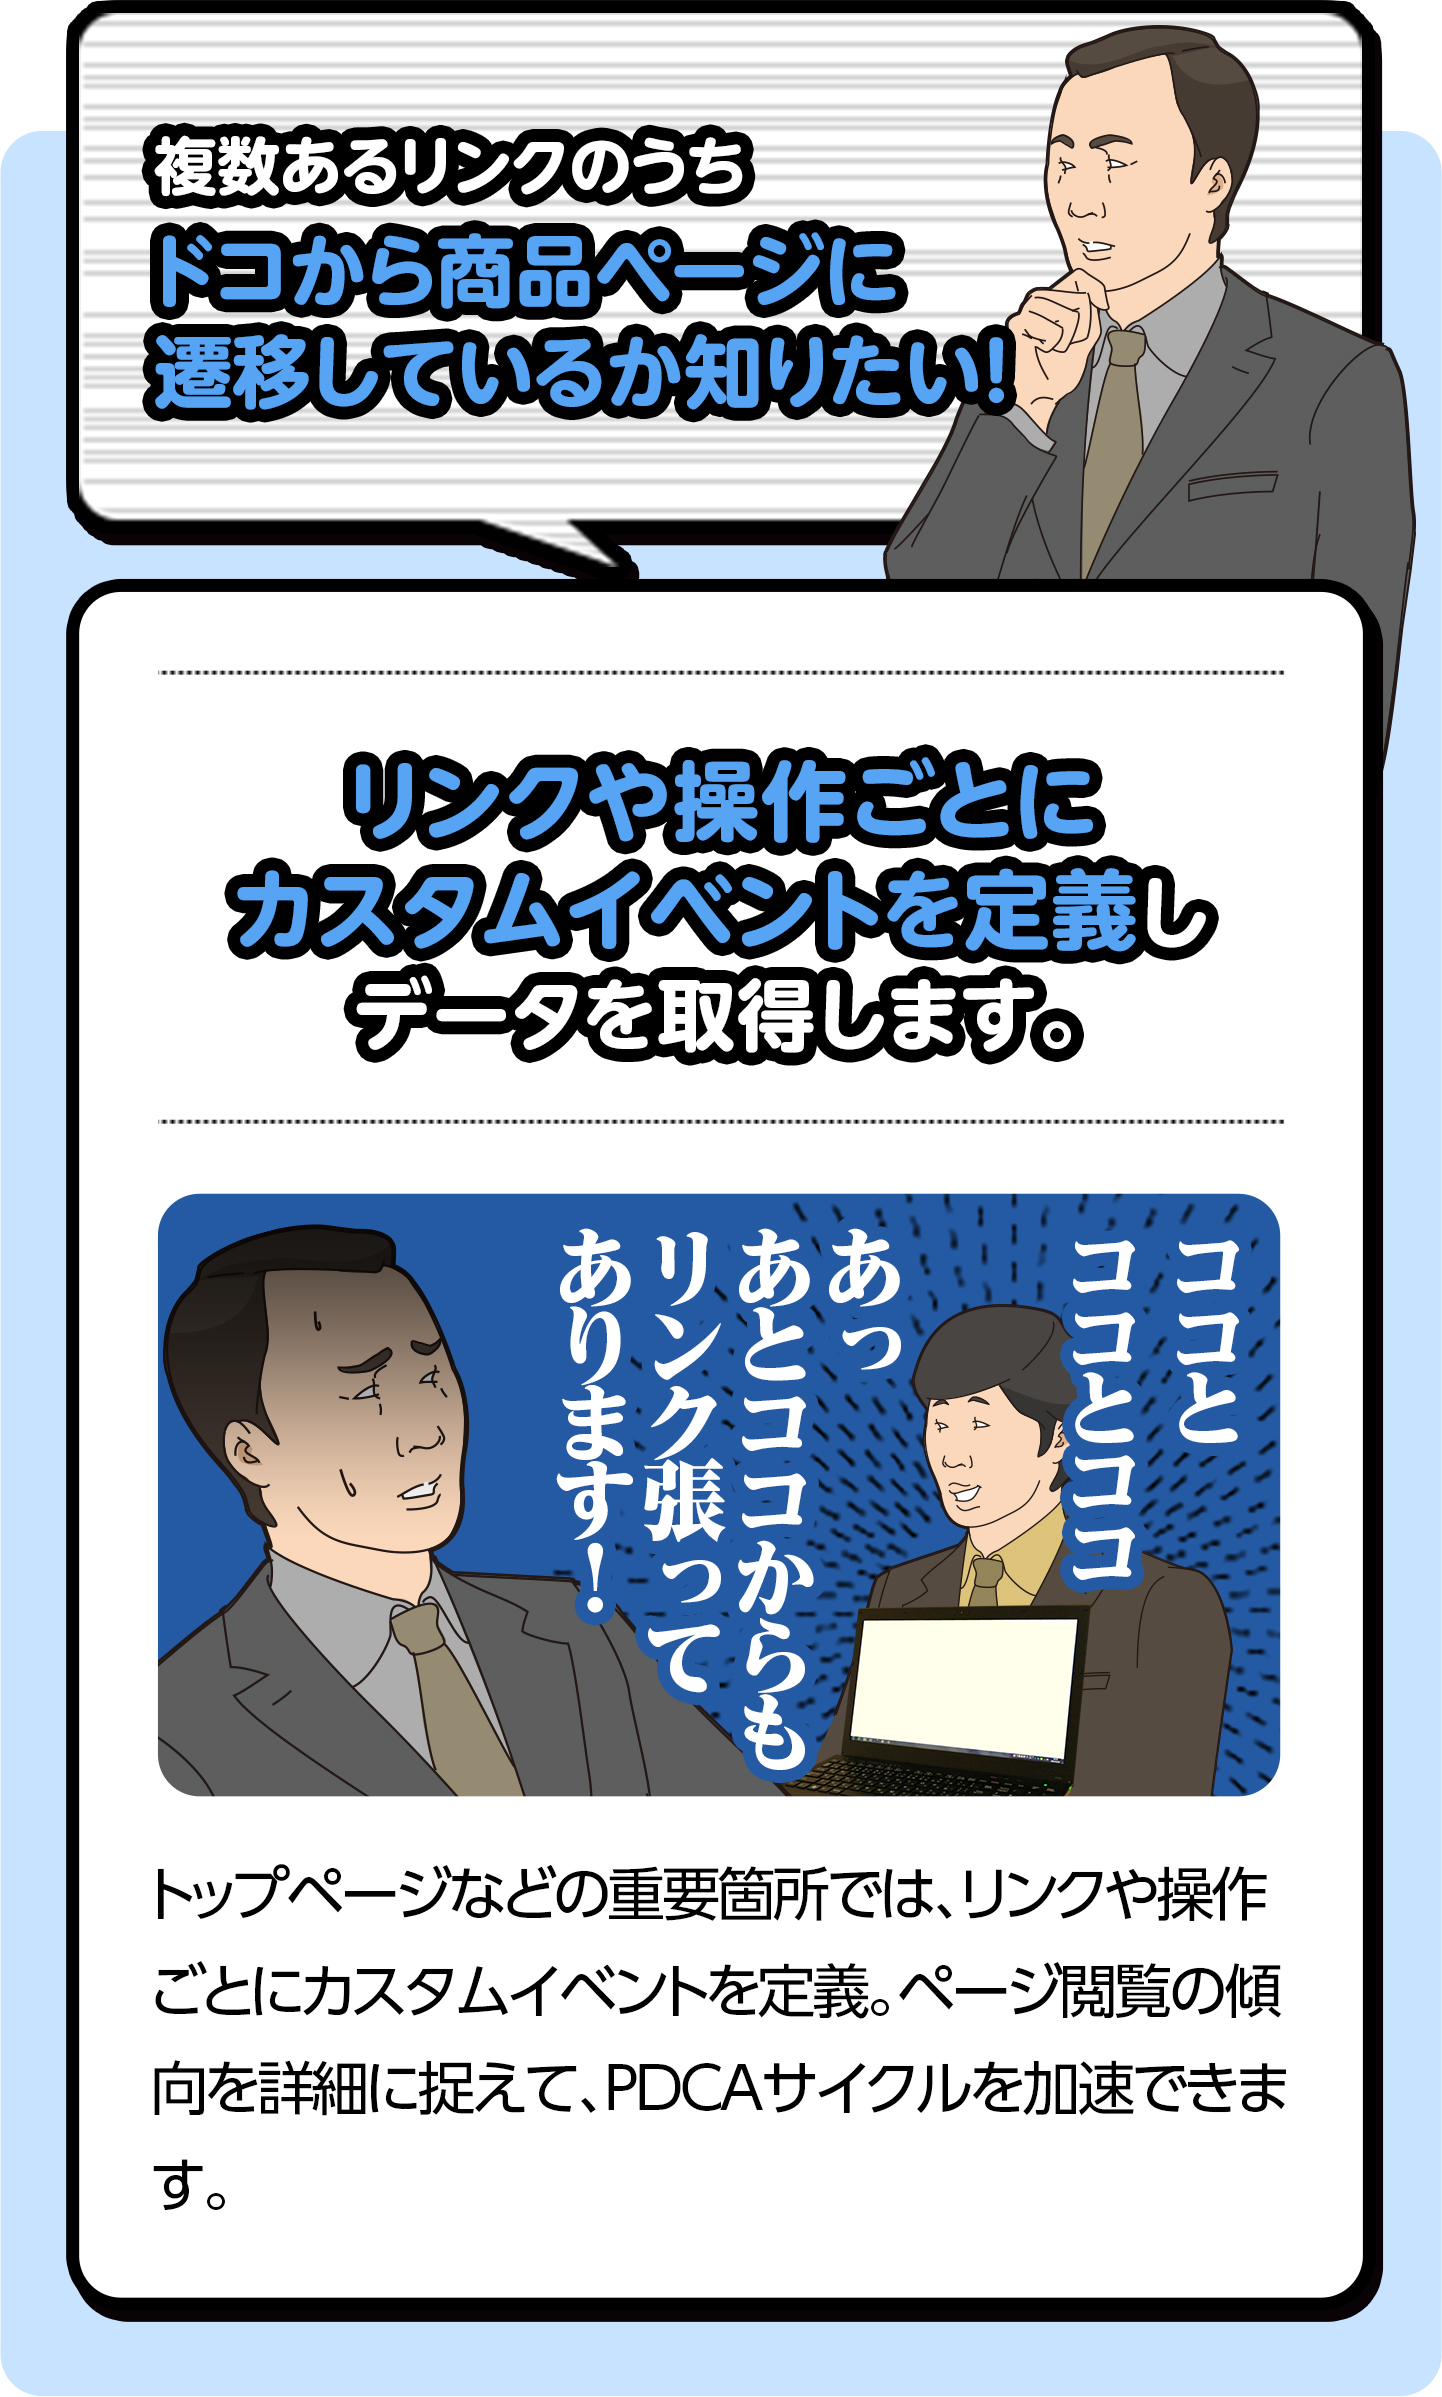 複数あるリンクのうち
ドコから商品ページに
遷移しているか知りたい！
リンクや操作ごとに
カスタムイベントを定義し
データを取得します。
ココと
ココとココ
あっ
あとココからも
リンク張って
あります！
トップページなどの重要箇所では、リンクや操作
ごとにカスタムイベントを定義。ページ閲覧の傾
向を詳細に捉えて、PDCAサイクルを加速できま
す。